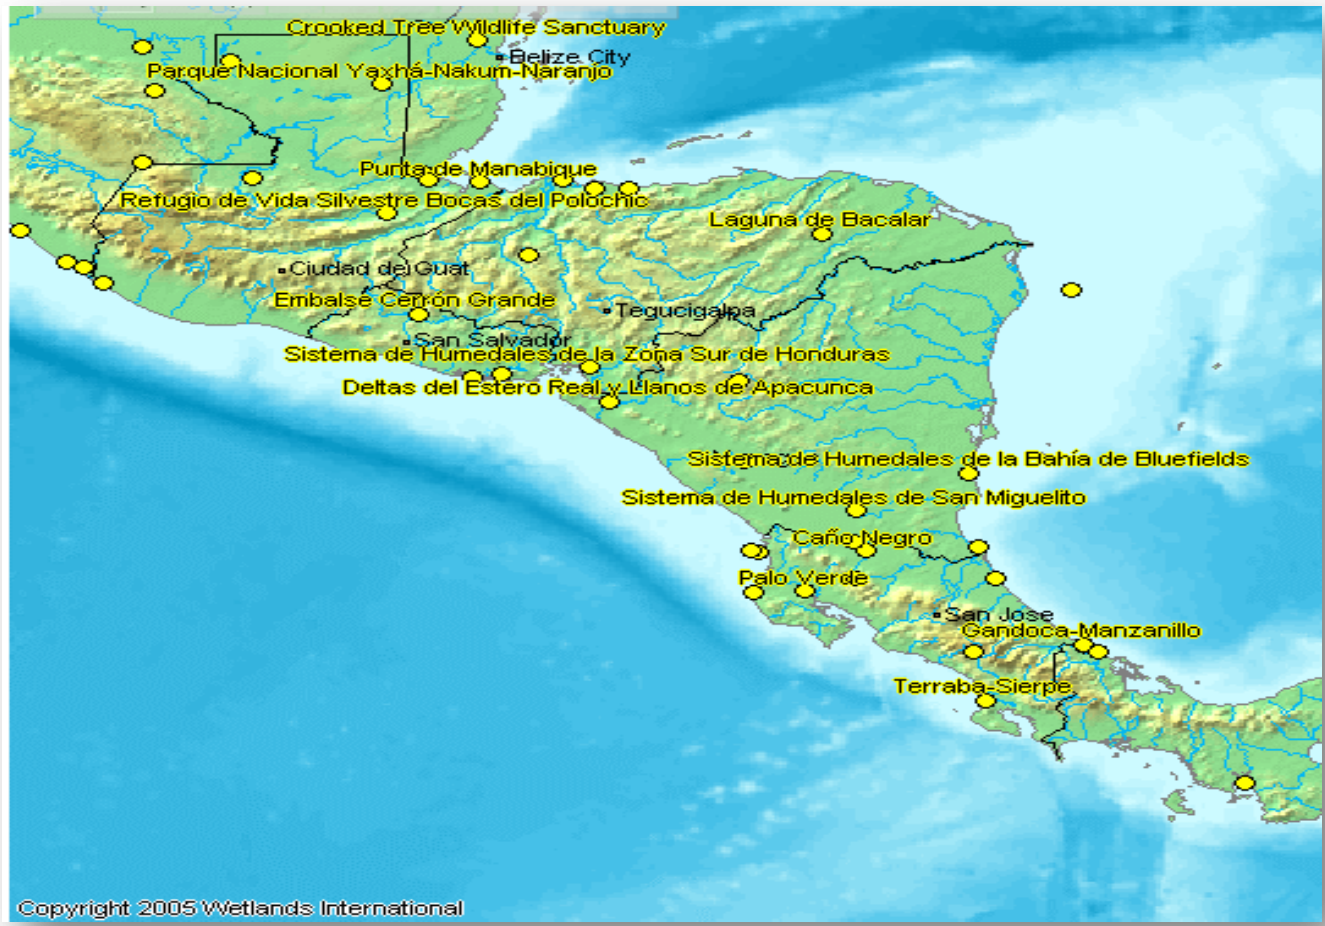 Crooked Tree Wildlife Sanctuary
Belize City
Parque Nacional Yaxhá-Nakum-Naranjo
Punta de Manabique
Refugio de Vida Silvestre Bocas del Polochic
Laguna de Bacalar
Ciudad de Guat
Embalse Cerrón Grande
Tegucigalpa
San Salvador
Sistema de Humedales de la Zona Sur de Honduras
Deltas del Estero Real y Llanos de Apacunca
Sistema de Humedales de la Bahía de Bluefields
Sistema de Humedales de San Miguelito
Caño Negro
Palo Verde
San Jose
Gandoca-Manzanillo
Terraba-Sierpe
Copyright 2005 Wetlands International